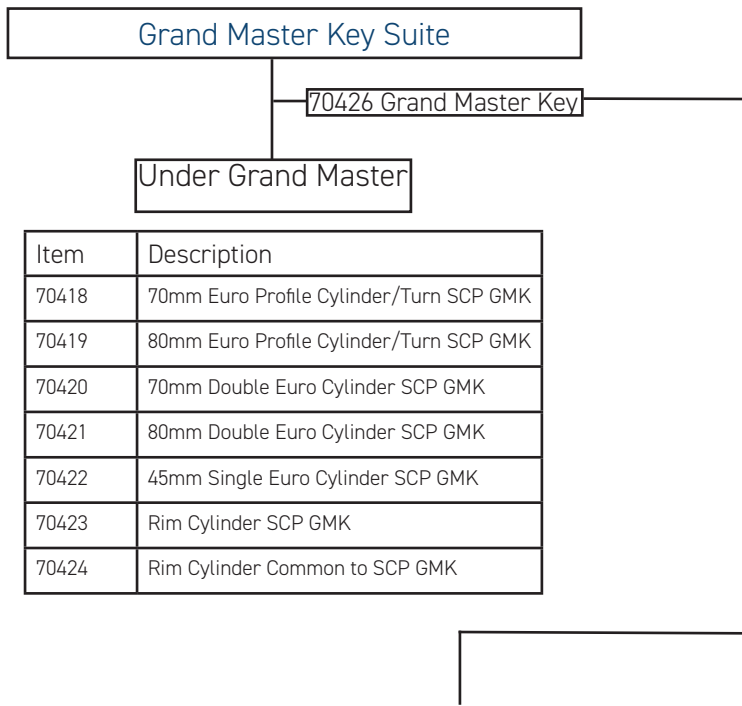 Grand Master Key Suite
70426 Grand Master Key
Under Grand Master
Item Description
70418 70mm Euro Profile Cylinder/Turn SCP GMK
70419 80mm Euro Profile Cylinder/Turn SCP GMK
70420 70mm Double Euro Cylinder SCP GMK
70421 80mm Double Euro Cylinder SCP GMK
70422 45mm Single Euro Cylinder SCP GMK
70423 Rim Cylinder SCP GMK
70424 Rim Cylinder Common to SCP GMK